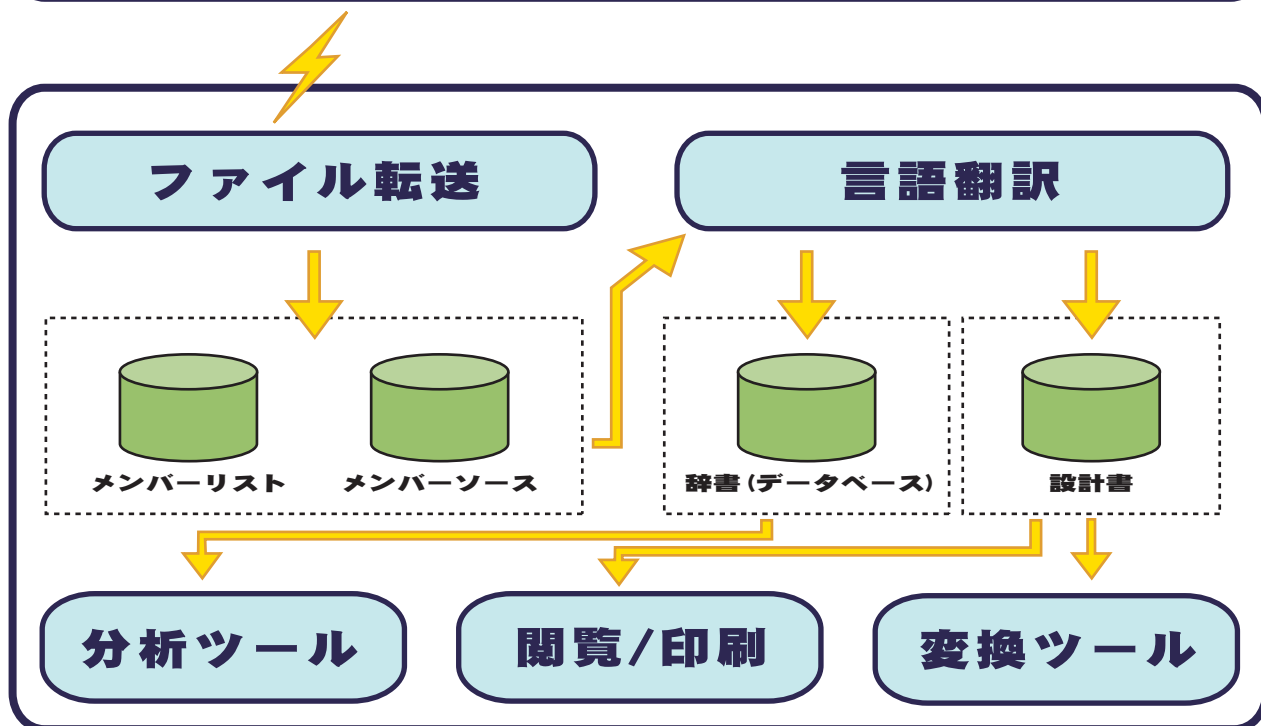 ファイル転送
言語翻訳
メンバーリスト
メンバーソース
辞書(データベース)
設計書
分析ツール
閲覧/印刷
変換ツール